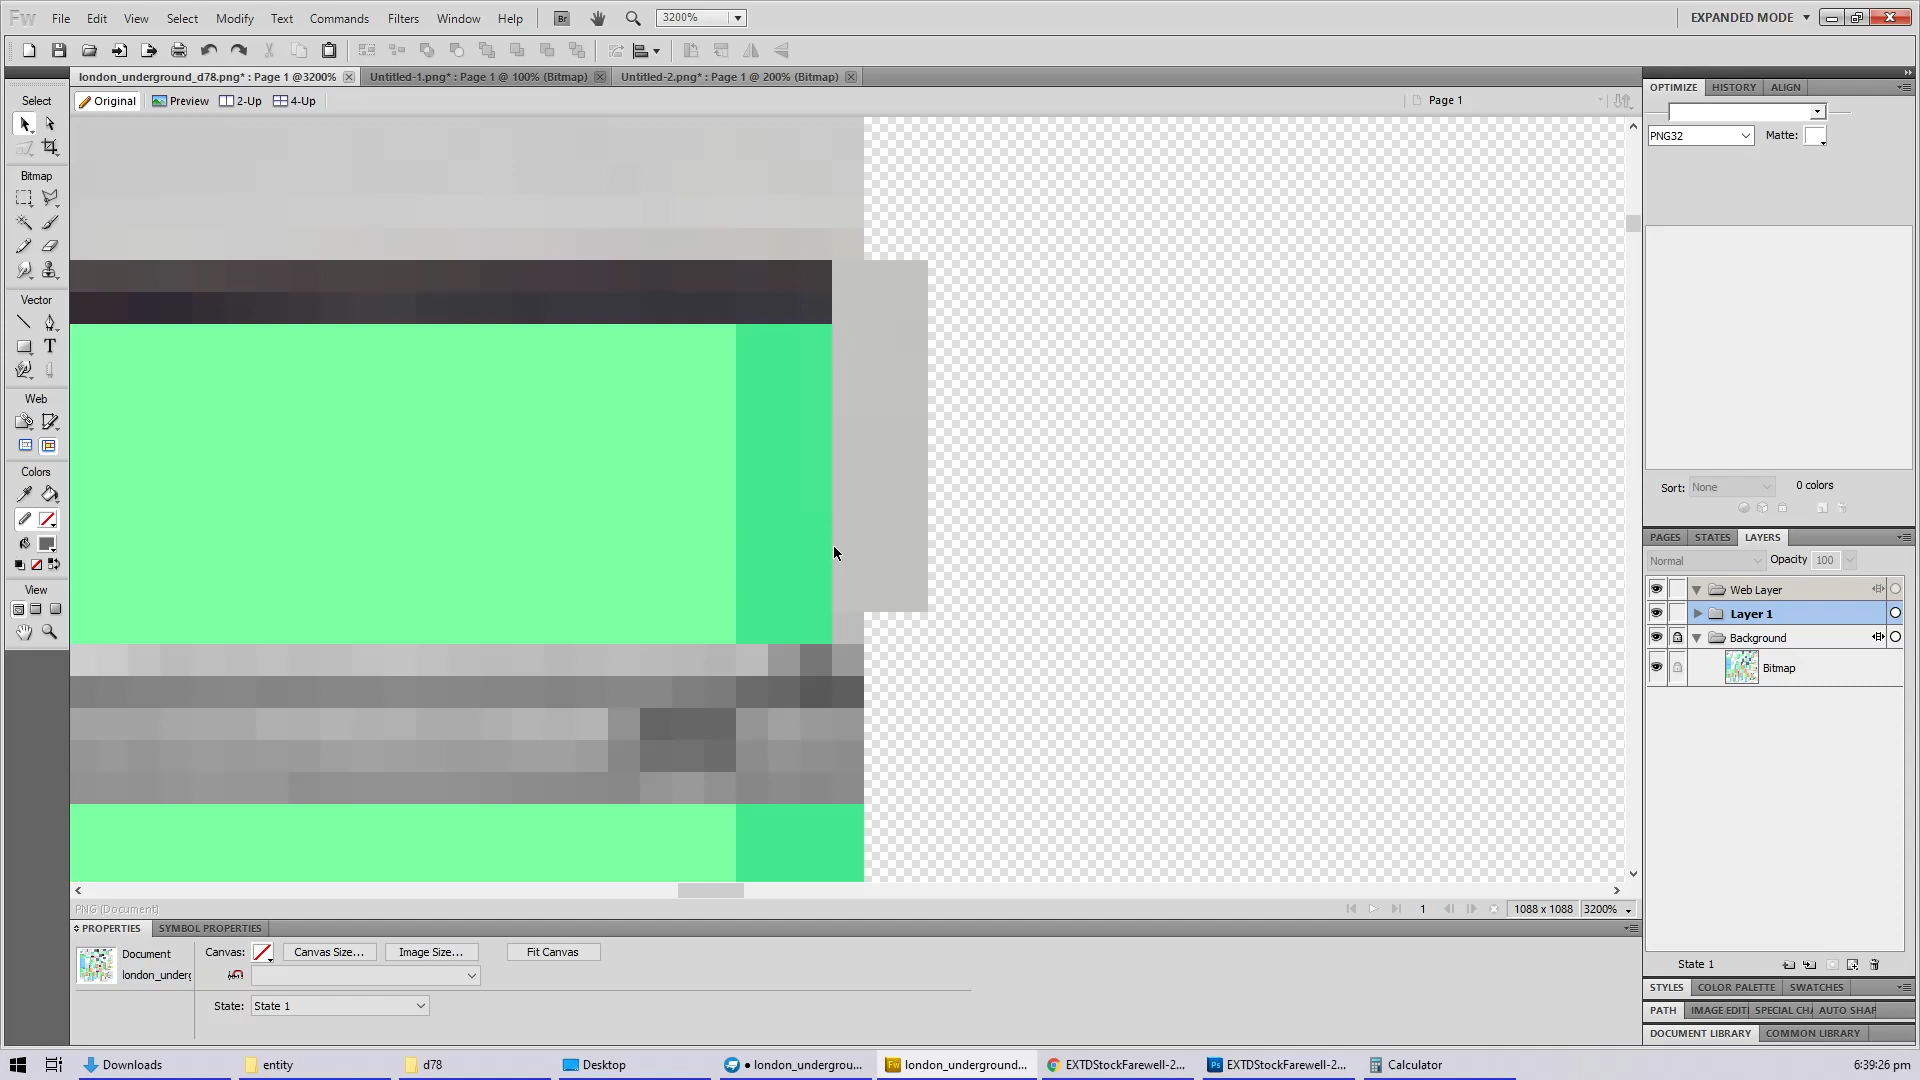 Fw File Edit View Select Modify Text Commands Filters Window Help Br 3200% EXPANDED MODE
london_underground_d78.png* : Page 1 @3200% Untitled-1.png* : Page 1 @ 100% (Bitmap) Untitled-2.png* : Page 1 @ 200% (Bitmap)
Original Preview 2-Up 4-Up Page 1
OPTIMIZE HISTORY ALIGN
PNG32 Matte:
Select
Bitmap
Vector
T
Web
Colors
View
Sort: None 0 colors
PAGES STATES LAYERS
Normal Opacity 100
Web Layer
Layer 1
Background
Bitmap
State 1
STYLES COLOR PALETTE SWATCHES
PATH IMAGE EDITI SPECIAL CHA AUTO SHAP
DOCUMENT LIBRARY COMMON LIBRARY
PNG (Document) 1 1088 x 1088 3200%
PROPERTIES SYMBOL PROPERTIES
Document Canvas: Canvas Size... Image Size... Fit Canvas
london_underg
State: State 1
Downloads entity d78 Desktop • london_undergrou... london_underground... EXTDStockFarewell-2... Ps EXTDStockFarewell-2... Calculator 6:39:26 pm